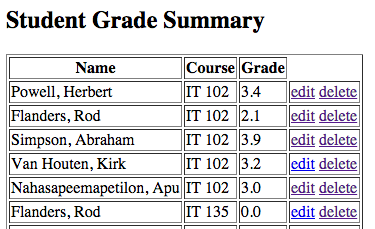 Student Grade Summary
Name Course Grade
Powell, Herbert IT 102 3.4 edit delete
Flanders, Rod IT 102 2.1 edit delete
Simpson, Abraham IT 102 3.9 edit delete
Van Houten, Kirk IT 102 3.2 edit delete
Nahasapeemapetilon, Apu IT 102 3.0 edit delete
Flanders, Rod IT 135 0.0 edit delete